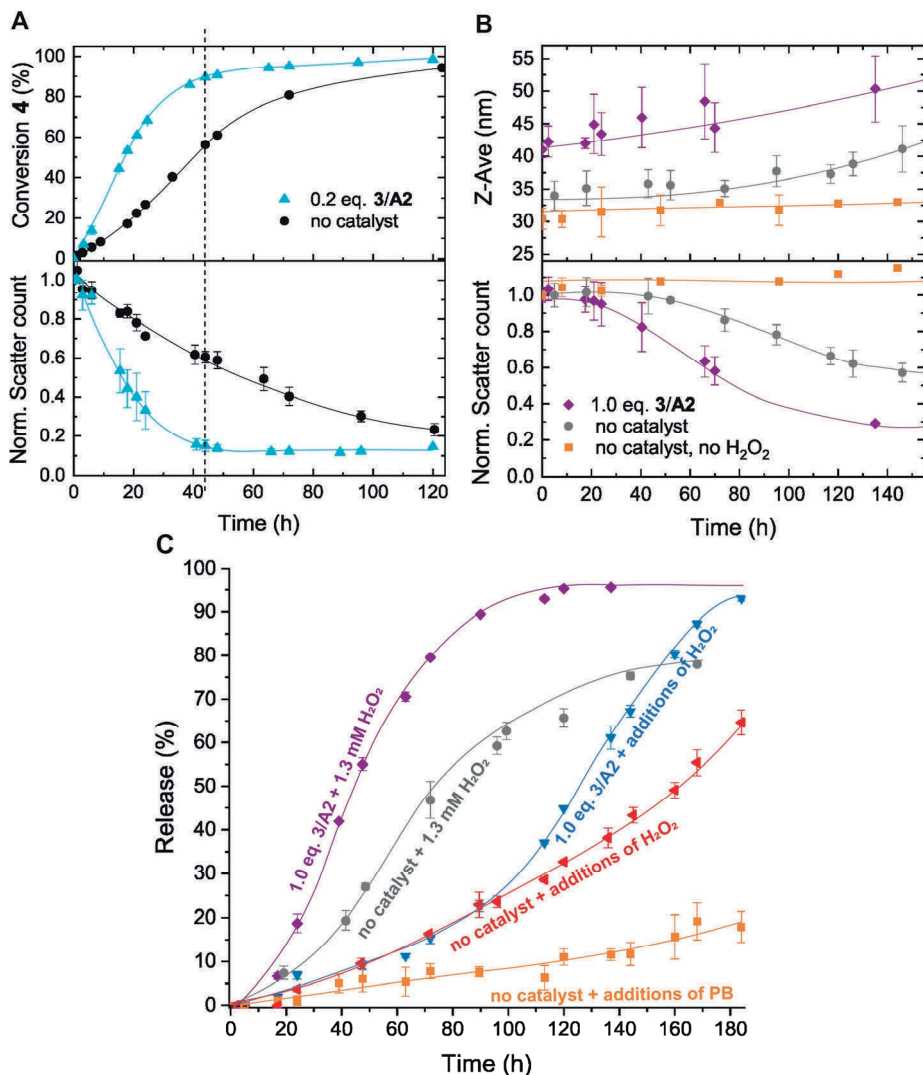 A
Conversion 4 (%)
100
80
60
40
20
0
0.2 eq. 3/A2
no catalyst
Norm. Scatter count
1.0
0.8
0.6
0.4
0.2
0.0
0 20 40 60 80 100 120
Time (h)
B
Z-Ave (nm)
55
50
45
40
35
30
25
Norm. Scatter count
1.0
0.8
0.6
0.4
0.2
0
1.0 eq. 3/A2
no catalyst
no catalyst, no H₂O₂
0 20 40 60 80 100 120 140
Time (h)
C
Release (%)
100
90
80
70
60
50
40
30
20
10
0
1.0 eq. 3/A2 + 1.3 mM H₂O₂
no catalyst + 1.3 mM H₂O₂
1.0 eq. 3/A2 + additions of H₂O₂
no catalyst + additions of H₂O₂
no catalyst + additions of PB
0 20 40 60 80 100 120 140 160 180
Time (h)